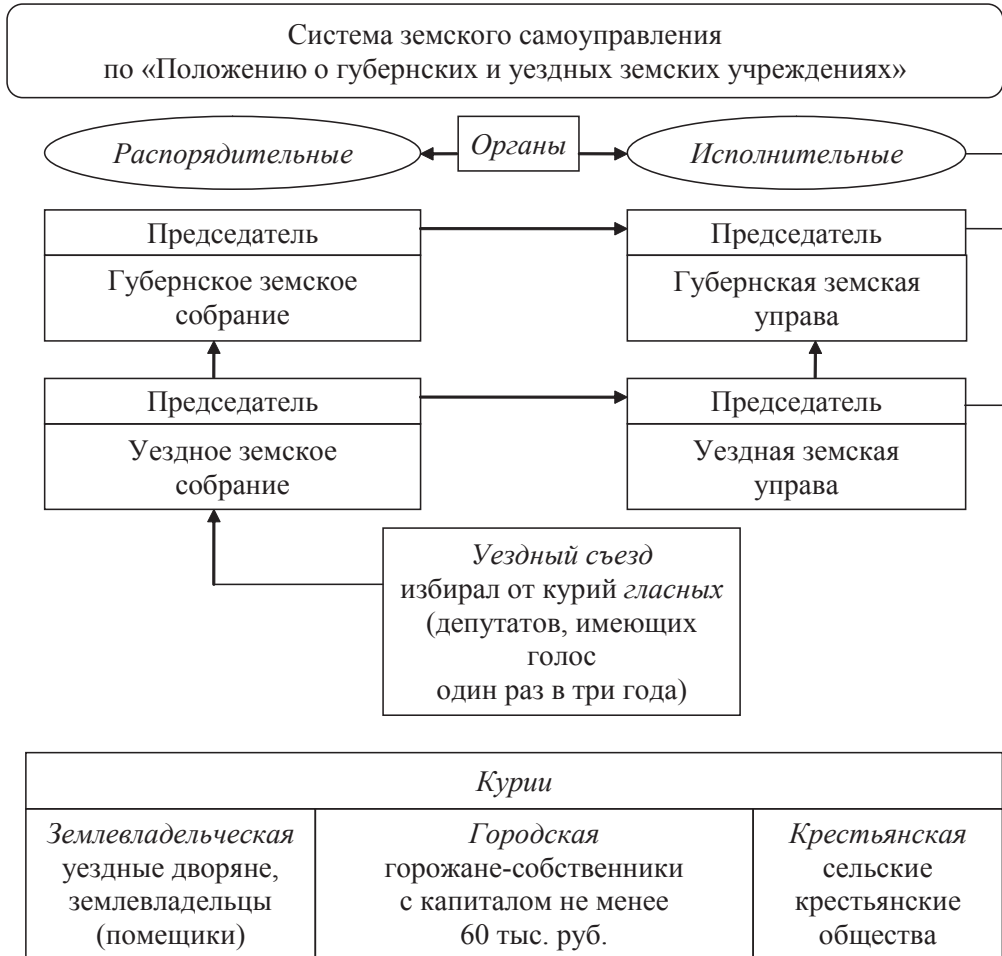 Система земского самоуправления
по «Положению о губернских и уездных земских учреждениях»
Распорядительные
Органы
Исполнительные
Председатель
Губернское земское
собрание
Председатель
Губернская земская
управа
Председатель
Уездное земское
собрание
Председатель
Уездная земская
управа
Уездный съезд
избирал от курий гласных
(депутатов, имеющих
голос
один раз в три года)
Курии
Землевладельческая
уездные дворяне,
землевладельцы
(помещики)
Городская
горожане-собственники
с капиталом не менее
60 тыс. руб.
Крестьянская
сельские
крестьянские
общества